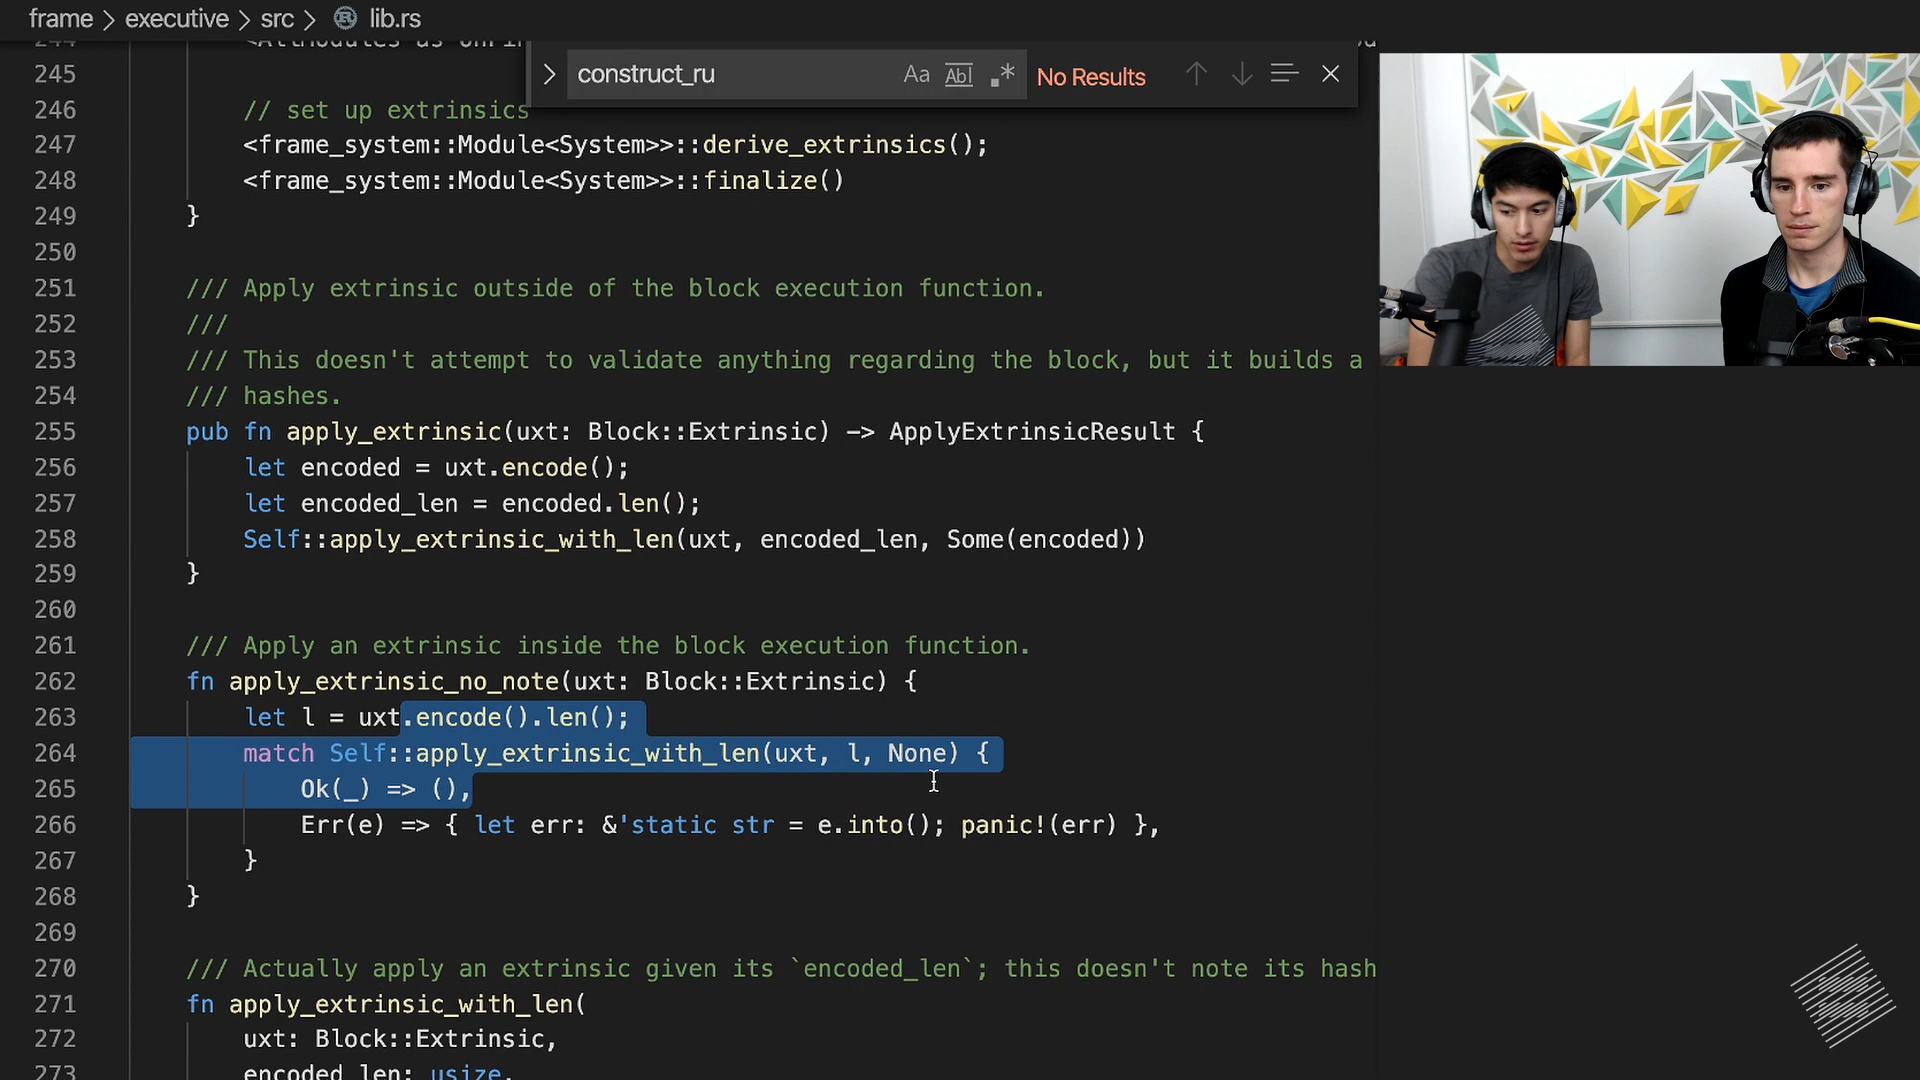 frame > executive > src > lib.rs
244
construct_ru Aa Abl .* No Results
245
246 // set up extrinsics
247 <frame_system::Module<System>>::derive_extrinsics();
248 <frame_system::Module<System>>::finalize()
249 }
250
251 /// Apply extrinsic outside of the block execution function.
252 ///
253 /// This doesn't attempt to validate anything regarding the block, but it builds a
254 /// hashes.
255 pub fn apply_extrinsic(uxt: Block::Extrinsic) -> ApplyExtrinsicResult {
256 let encoded = uxt.encode();
257 let encoded_len = encoded.len();
258 Self::apply_extrinsic_with_len(uxt, encoded_len, Some(encoded))
259 }
260
261 /// Apply an extrinsic inside the block execution function.
262 fn apply_extrinsic_no_note(uxt: Block::Extrinsic) {
263 let l = uxt.encode().len();
264 match Self::apply_extrinsic_with_len(uxt, l, None) {
265 Ok(_) => (),
266 Err(e) => { let err: &'static str = e.into(); panic!(err) },
267 }
268 }
269
270 /// Actually apply an extrinsic given its `encoded_len`; this doesn't note its hash
271 fn apply_extrinsic_with_len(
272 uxt: Block::Extrinsic,
273 encoded_len: usize,